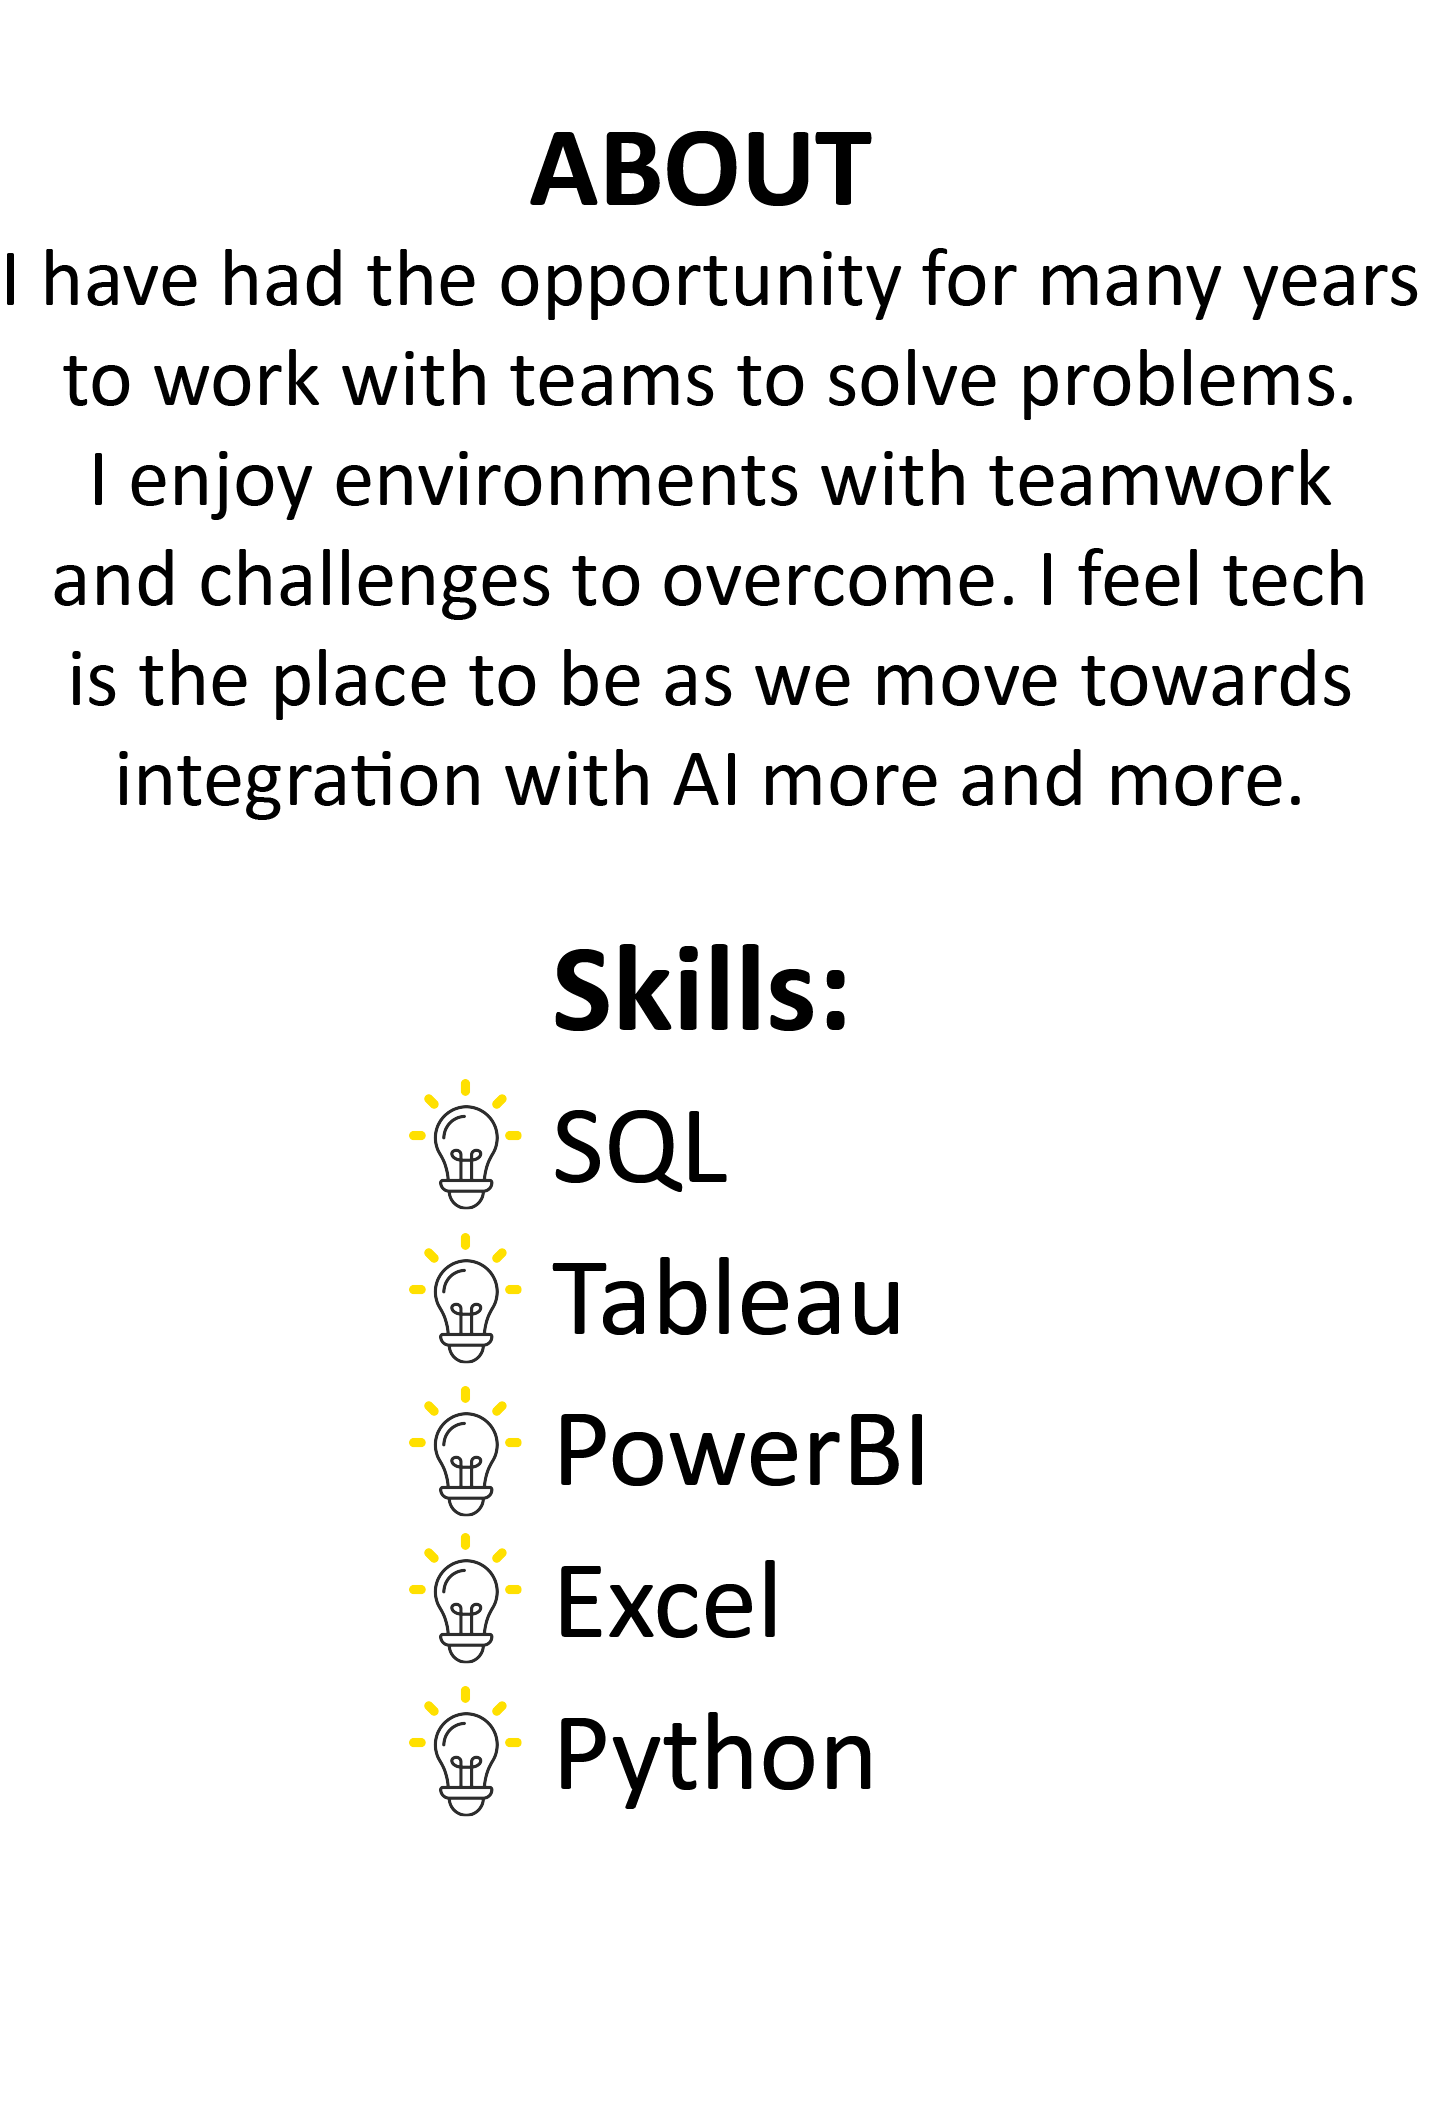 ABOUT
I have had the opportunity for many years
to work with teams to solve problems.
I enjoy environments with teamwork
and challenges to overcome. I feel tech
is the place to be as we move towards
integration with AI more and more.
Skills:
SQL
Tableau
PowerBI
Excel
Python